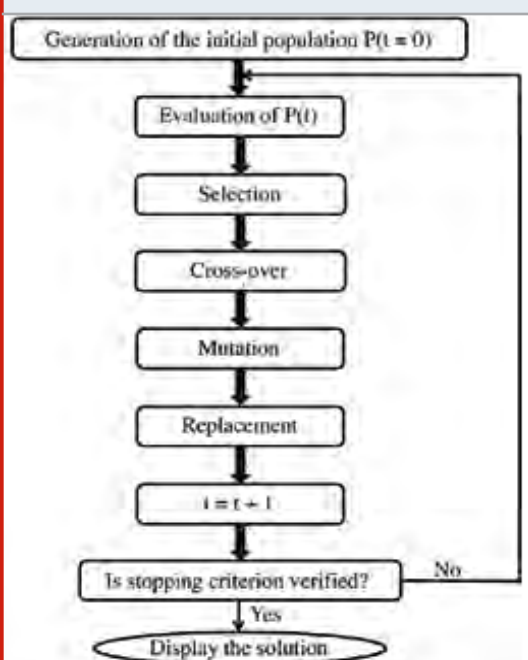 Generation of the initial population P(t = 0)
Evaluation of P(t)
Selection
Cross-over
Mutation
Replacement
t = t + 1
Is stopping criterion verified?
No
Yes
Display the solution